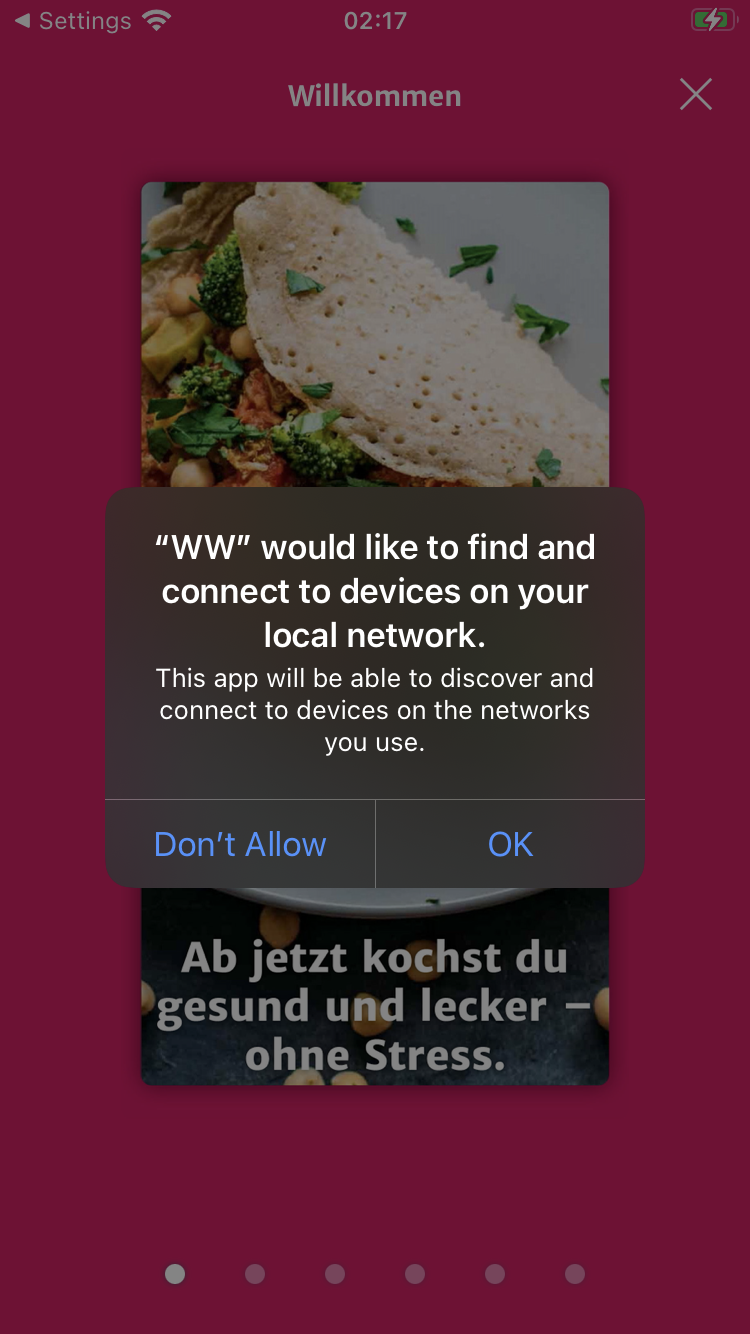 ◀ Settings 02:17
Willkommen
“WW” would like to find and
connect to devices on your
local network.
This app will be able to discover and
connect to devices on the networks
you use.
Don’t Allow OK
Ab jetzt kochst du
gesund und lecker –
ohne Stress.